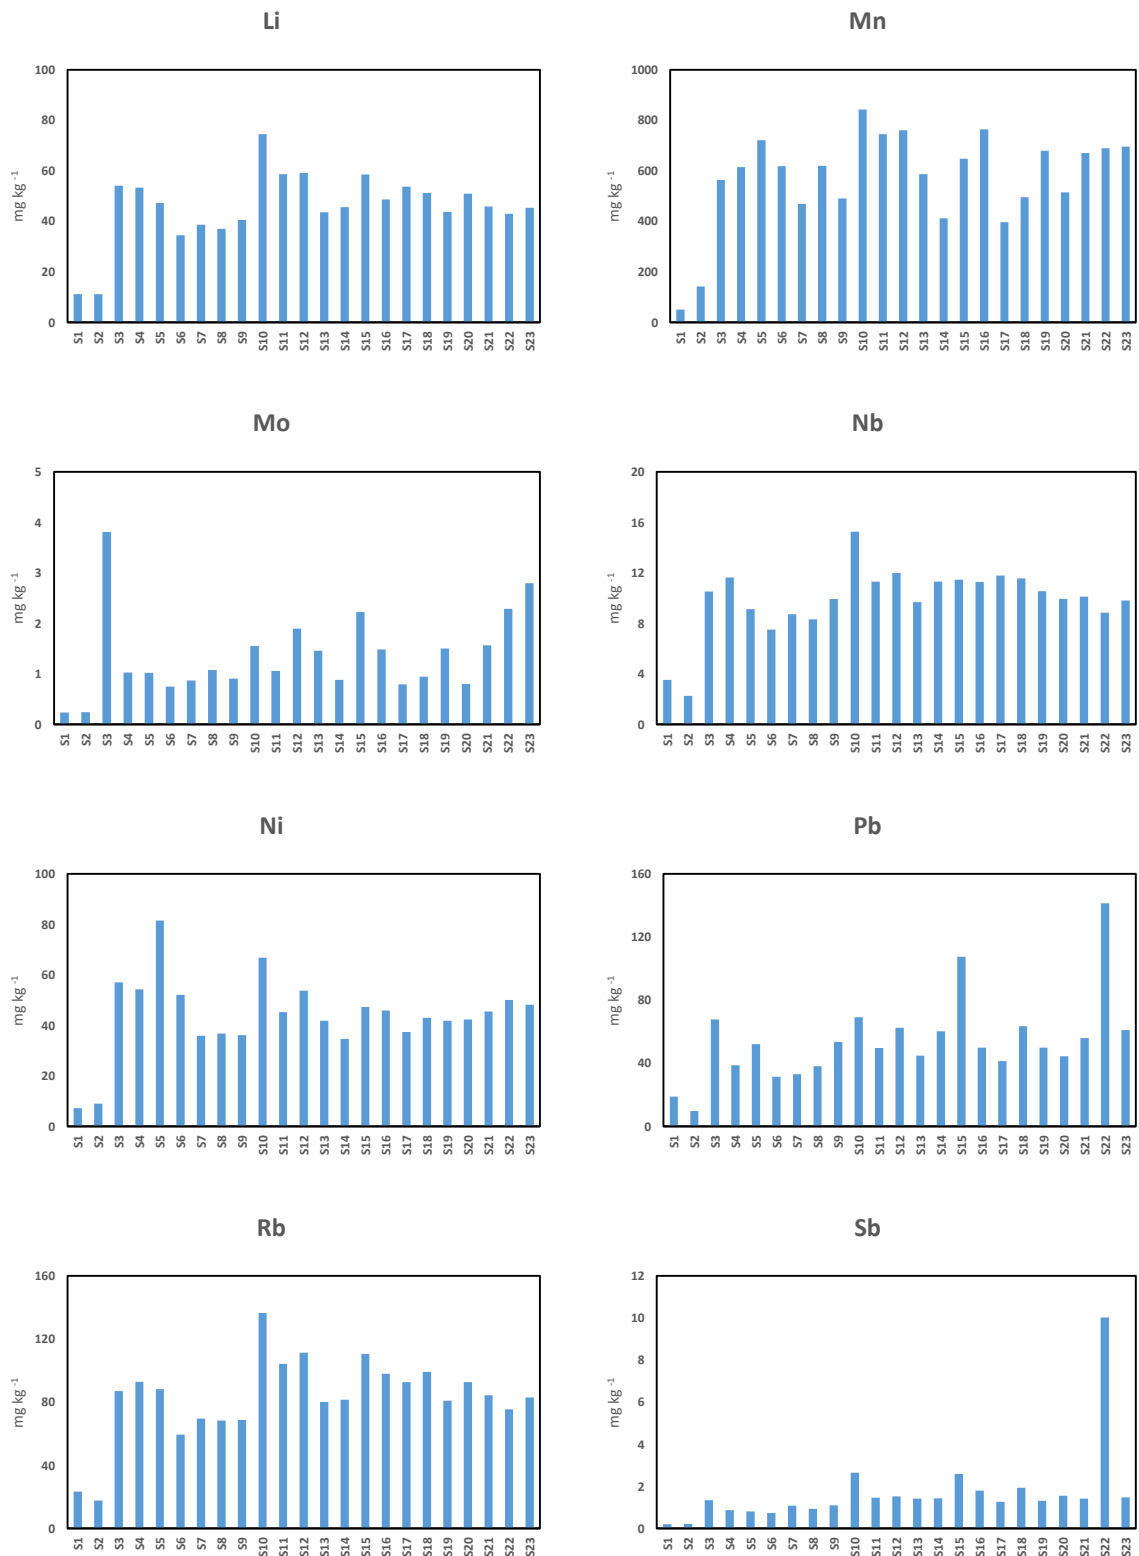 Li
100
80
60
40
20
0
mg kg -1
S1 S2 S3 S4 S5 S6 S7 S8 S9 S10 S11 S12 S13 S14 S15 S16 S17 S18 S19 S20 S21 S22 S23
Mn
1000
800
600
400
200
0
mg kg -1
S1 S2 S3 S4 S5 S6 S7 S8 S9 S10 S11 S12 S13 S14 S15 S16 S17 S18 S19 S20 S21 S22 S23
Mo
5
4
3
2
1
0
mg kg -1
S1 S2 S3 S4 S5 S6 S7 S8 S9 S10 S11 S12 S13 S14 S15 S16 S17 S18 S19 S20 S21 S22 S23
Nb
20
16
12
8
4
0
mg kg -1
S1 S2 S3 S4 S5 S6 S7 S8 S9 S10 S11 S12 S13 S14 S15 S16 S17 S18 S19 S20 S21 S22 S23
Ni
100
80
60
40
20
0
mg kg -1
S1 S2 S3 S4 S5 S6 S7 S8 S9 S10 S11 S12 S13 S14 S15 S16 S17 S18 S19 S20 S21 S22 S23
Pb
160
120
80
40
0
mg kg -1
S1 S2 S3 S4 S5 S6 S7 S8 S9 S10 S11 S12 S13 S14 S15 S16 S17 S18 S19 S20 S21 S22 S23
Rb
160
120
80
40
0
mg kg -1
S1 S2 S3 S4 S5 S6 S7 S8 S9 S10 S11 S12 S13 S14 S15 S16 S17 S18 S19 S20 S21 S22 S23
Sb
12
10
8
6
4
2
0
mg kg -1
S1 S2 S3 S4 S5 S6 S7 S8 S9 S10 S11 S12 S13 S14 S15 S16 S17 S18 S19 S20 S21 S22 S23